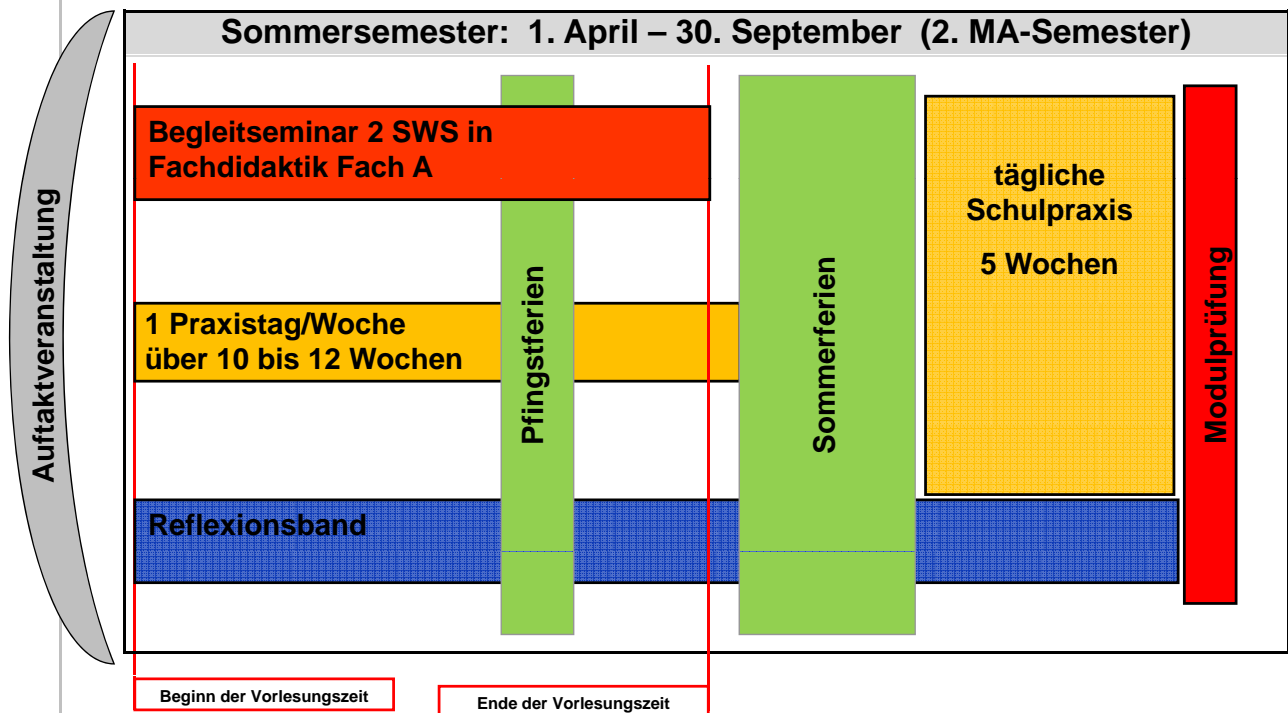 Sommersemester: 1. April – 30. September (2. MA-Semester)
Auftaktveranstaltung
Begleitseminar 2 SWS in
Fachdidaktik Fach A
1 Praxistag/Woche
über 10 bis 12 Wochen
Reflexionsband
Pfingstferien
Sommerferien
tägliche
Schulpraxis
5 Wochen
Modulprüfung
Beginn der Vorlesungszeit
Ende der Vorlesungszeit